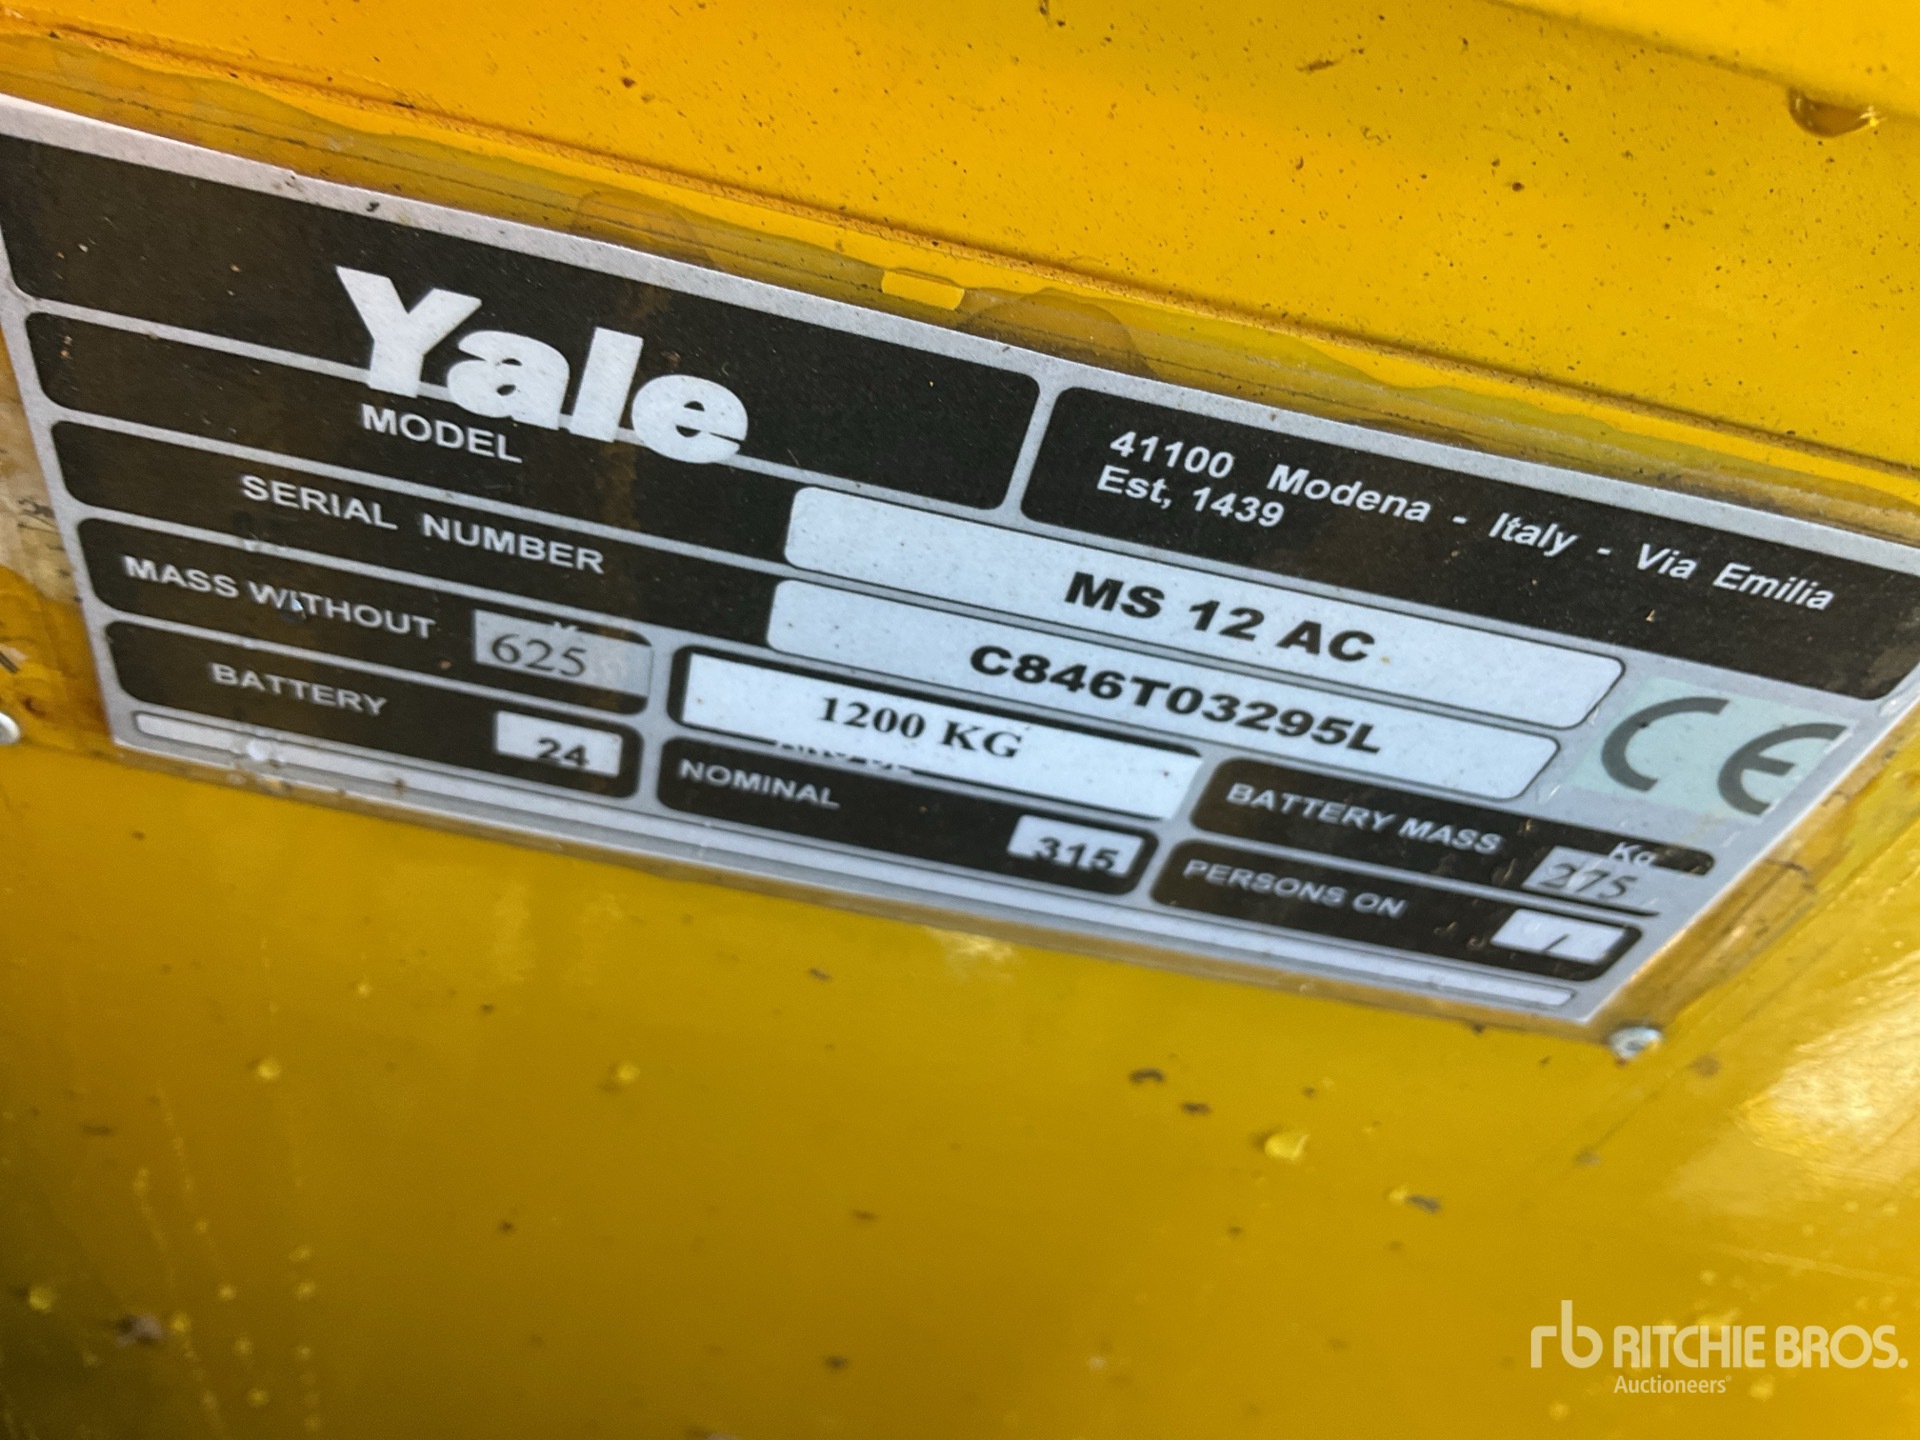 Yale
41100 Modena - Italy - Via Emilia
Est, 1439
MODEL MS 12 AC
SERIAL NUMBER C846T03295L
MASS WITHOUT 625
1200 KG
BATTERY MASS Kg 275
BATTERY 24
NOMINAL 315
PERSONS ON /
CE
rb RITCHIE BROS.
Auctioneers